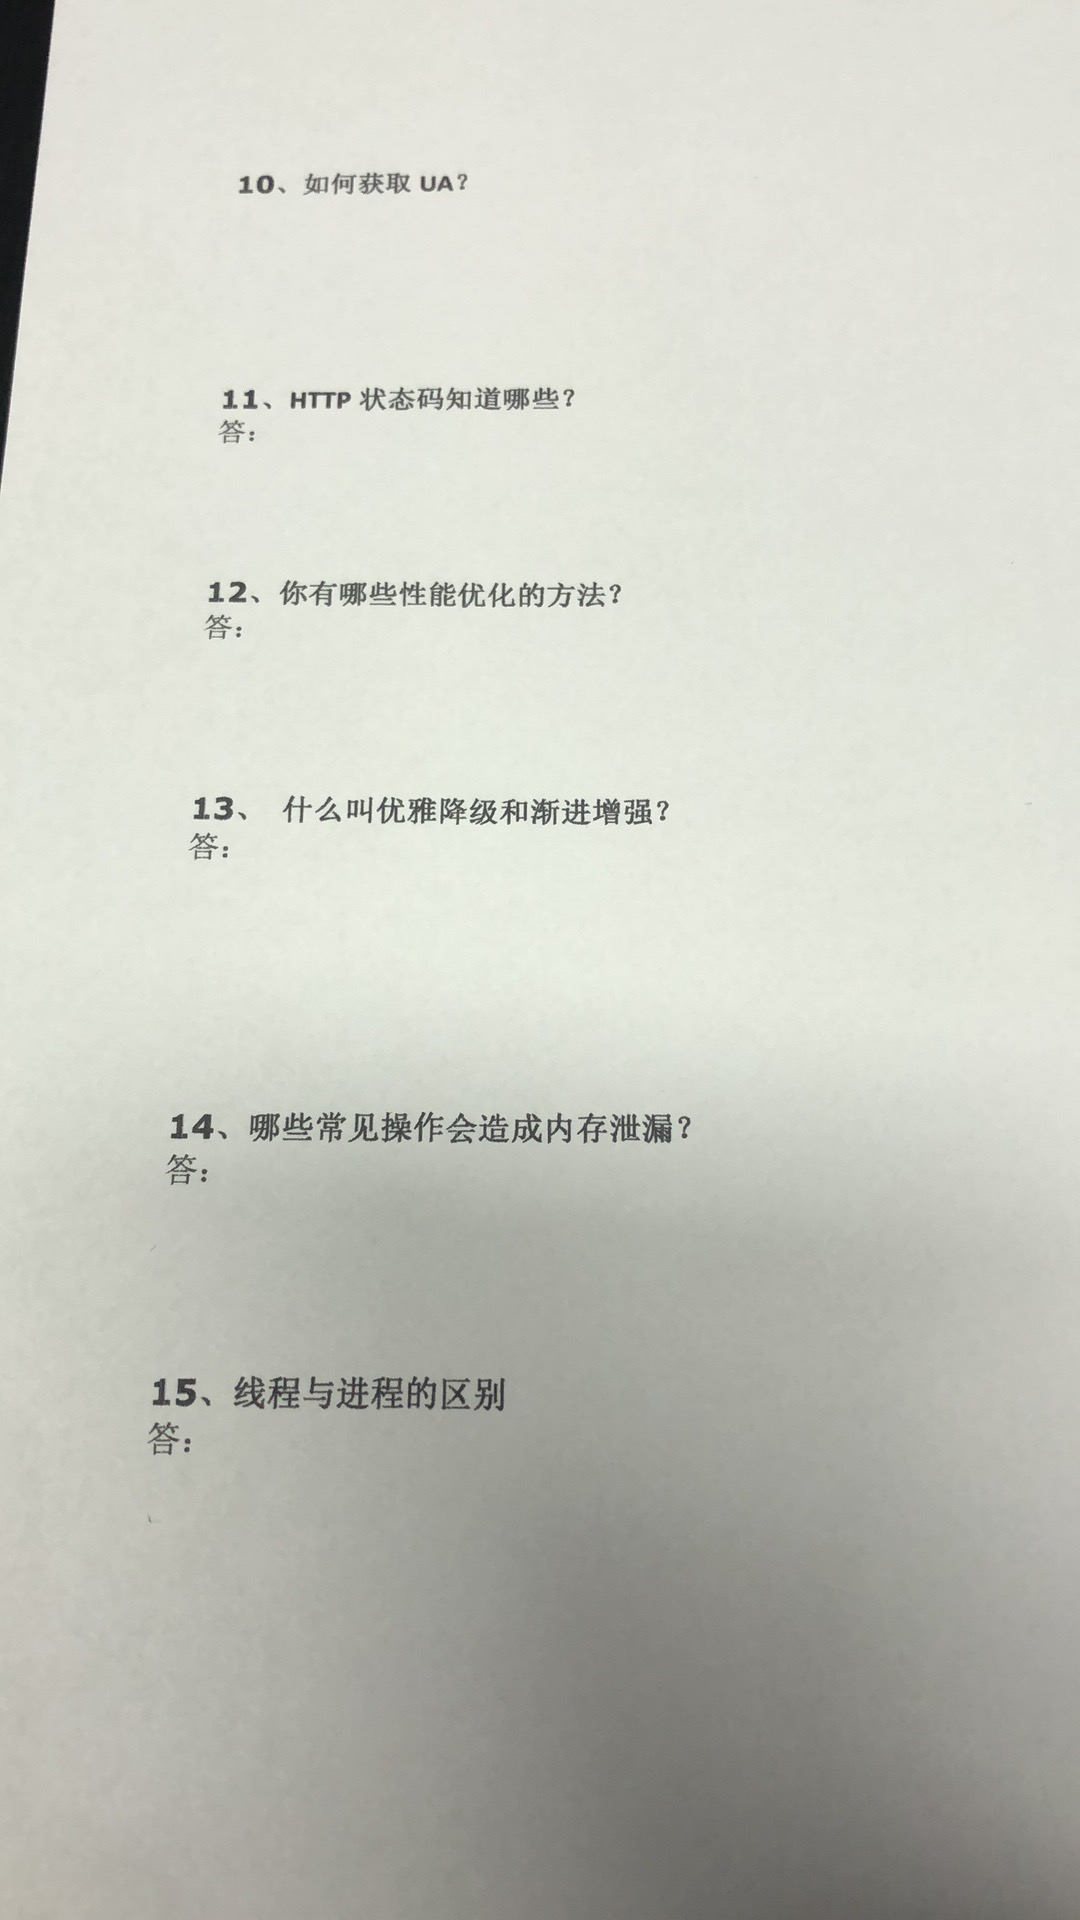 10、如何获取 UA？
11、HTTP 状态码知道哪些？
答：
12、你有哪些性能优化的方法？
答：
13、 什么叫优雅降级和渐进增强？
答：
14、哪些常见操作会造成内存泄漏？
答：
15、线程与进程的区别
答：